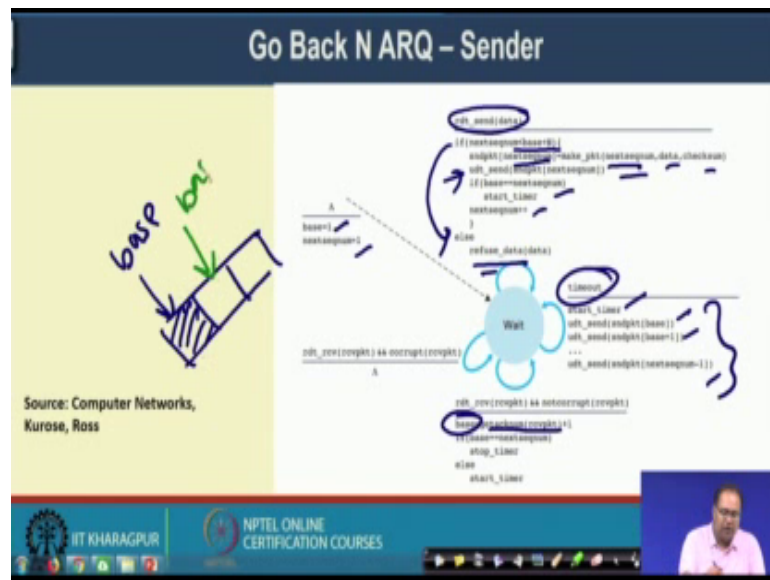 Go Back N ARQ – Sender
rdt_send(data)
if(nextseqnum<base+N){
sndpkt(nextseqnum)=make_pkt(nextseqnum,data,checksum)
udt_send(sndpkt(nextseqnum))
if(base==nextseqnum)
start_timer
nextseqnum++
}
else
refuse_data(data)
Λ
base=1
nextseqnum=1
base
timeout
start_timer
udt_send(sndpkt(base))
udt_send(sndpkt(base+1))
...
udt_send(sndpkt(nextseqnum-1))
Wait
rdt_rcv(rcvpkt) && corrupt(rcvpkt)
Λ
rdt_rcv(rcvpkt) && notcorrupt(rcvpkt)
base=getacknum(rcvpkt)+1
if(base==nextseqnum)
stop_timer
else
start_timer
Source: Computer Networks,
Kurose, Ross
IIT KHARAGPUR
NPTEL ONLINE
CERTIFICATION COURSES